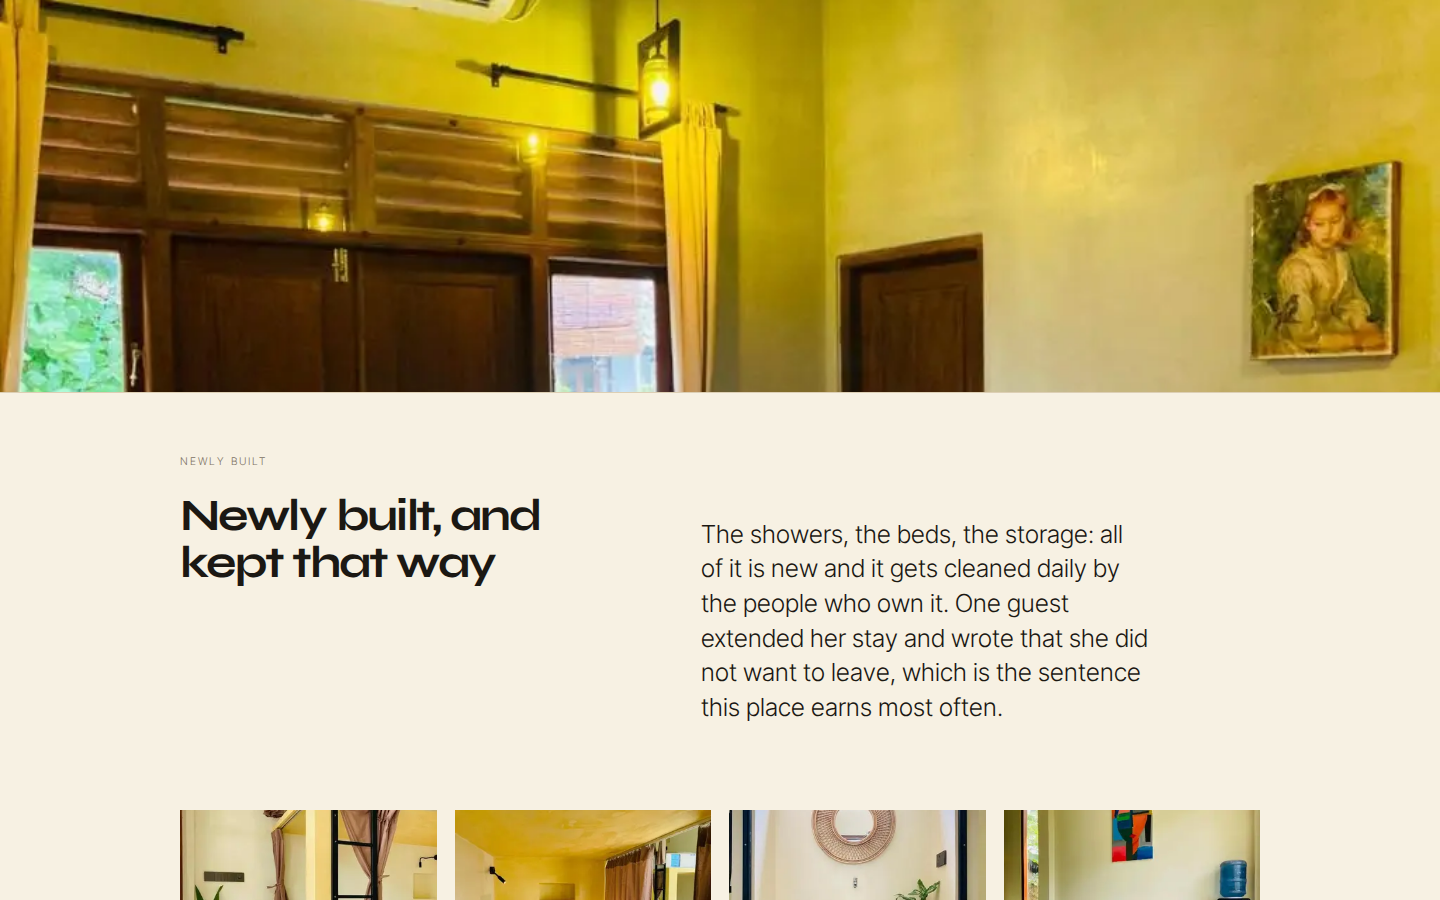 NEWLY BUILT
Newly built, and
kept that way
The showers, the beds, the storage: all
of it is new and it gets cleaned daily by
the people who own it. One guest
extended her stay and wrote that she did
not want to leave, which is the sentence
this place earns most often.